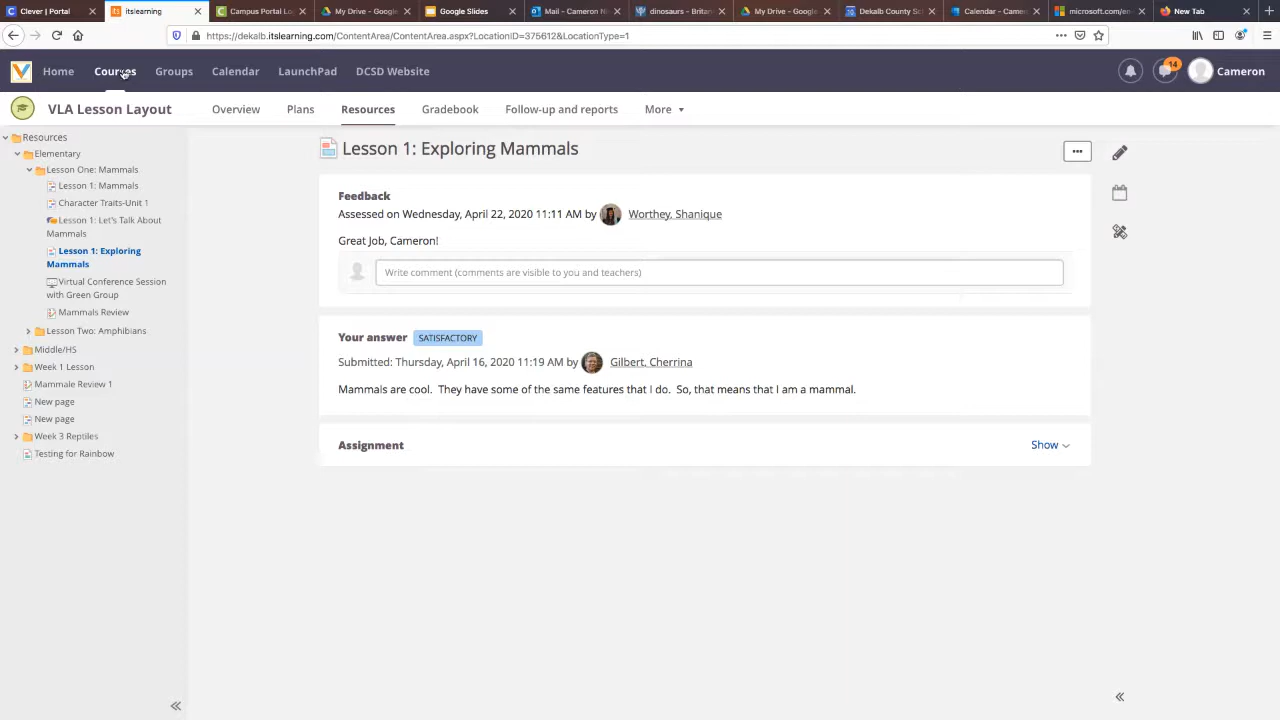 Clever | Portal
itslearning
Campus Portal Lo
My Drive - Google
Google Slides
Mail – Cameron Ni
dinosaurs - Britan
My Drive – Google
Dekalb County Sc
Calendar – Camer
microsoft.com/en
New Tab
https://dekalb.itslearning.com/ContentArea/ContentArea.aspx?LocationID=375612&LocationType=1
Home
Courses
Groups
Calendar
LaunchPad
DCSD Website
14
Cameron
VLA Lesson Layout
Overview
Plans
Resources
Gradebook
Follow-up and reports
More
Resources
Elementary
Lesson One: Mammals
Lesson 1: Mammals
Character Traits-Unit 1
Lesson 1: Let's Talk About
Mammals
Lesson 1: Exploring
Mammals
Virtual Conference Session
with Green Group
Mammals Review
Lesson Two: Amphibians
Middle/HS
Week 1 Lesson
Mammale Review 1
New page
New page
Week 3 Reptiles
Testing for Rainbow
Lesson 1: Exploring Mammals
Feedback
Assessed on Wednesday, April 22, 2020 11:11 AM by Worthey, Shanique
Great Job, Cameron!
Write comment (comments are visible to you and teachers)
Your answer SATISFACTORY
Submitted: Thursday, April 16, 2020 11:19 AM by Gilbert, Cherrina
Mammals are cool. They have some of the same features that I do. So, that means that I am a mammal.
Assignment
Show